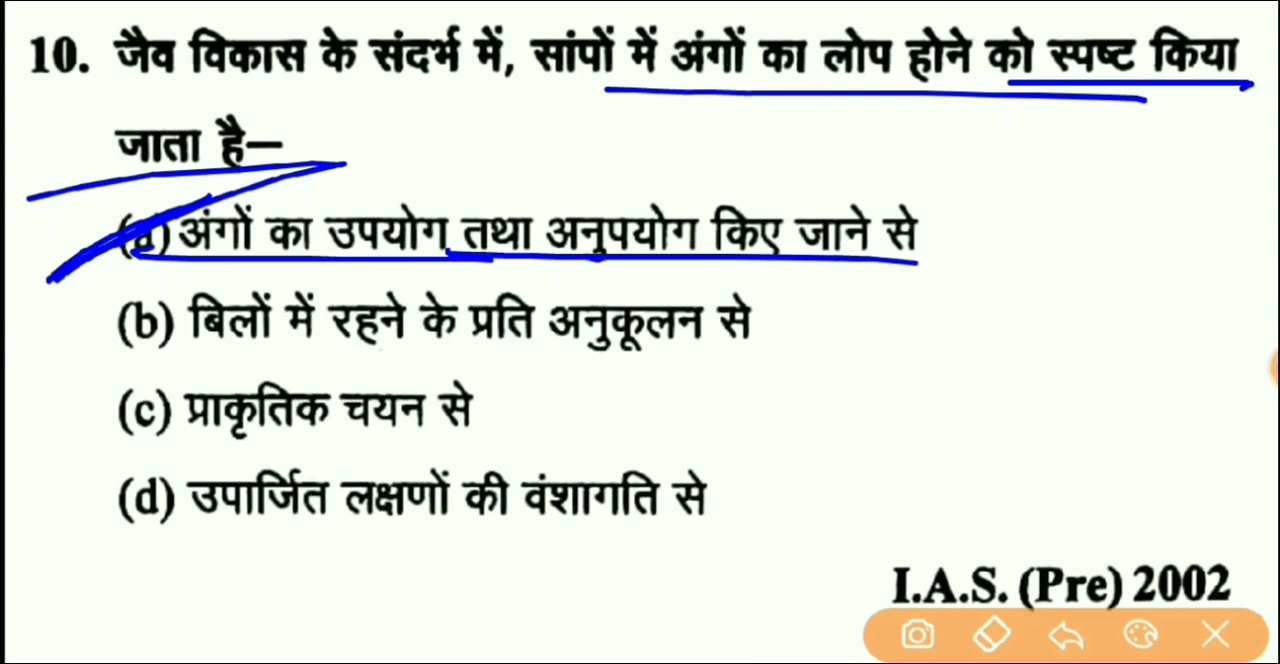 10. जैव विकास के संदर्भ में, सांपों में अंगों का लोप होने को स्पष्ट किया
जाता है—
(a) अंगों का उपयोग तथा अनुपयोग किए जाने से
(b) बिलों में रहने के प्रति अनुकूलन से
(c) प्राकृतिक चयन से
(d) उपार्जित लक्षणों की वंशागति से
I.A.S. (Pre) 2002